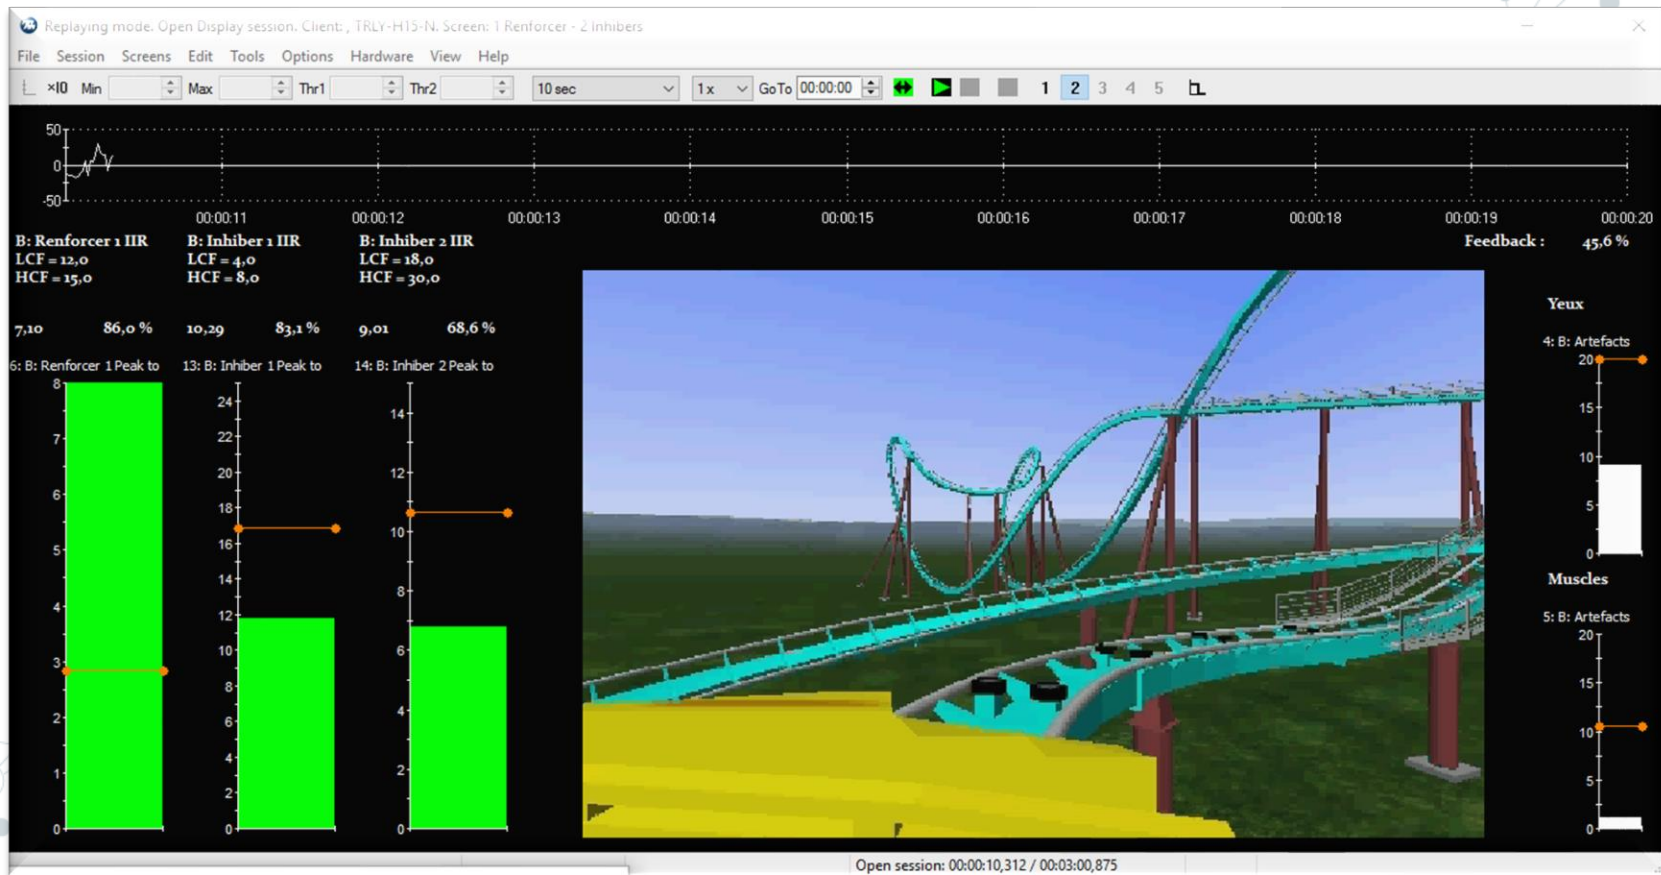 Replaying mode. Open Display session. Client: , TRLY-H15-N. Screen: 1 Renforcer - 2 Inhibers
File Session Screens Edit Tools Options Hardware View Help
×10 Min Max Thr1 Thr2 10 sec 1x GoTo 00:00:00 1 2 3 4 5
50
0
-50
00:00:11 00:00:12 00:00:13 00:00:14 00:00:15 00:00:16 00:00:17 00:00:18 00:00:19 00:00:20
B: Renforcer 1 IIR
LCF = 12,0
HCF = 15,0
7,10 86,0 %
6: B: Renforcer 1 Peak to
8
7
6
5
4
3
2
1
0
B: Inhiber 1 IIR
LCF = 4,0
HCF = 8,0
10,29 83,1 %
13: B: Inhiber 1 Peak to
24
22
20
18
16
14
12
10
8
6
4
2
0
B: Inhiber 2 IIR
LCF = 18,0
HCF = 30,0
9,01 68,6 %
14: B: Inhiber 2 Peak to
14
12
10
8
6
4
2
0
Feedback : 45,6 %
Yeux
4: B: Artefacts
20
15
10
5
0
Muscles
5: B: Artefacts
20
15
10
5
0
Open session: 00:00:10,312 / 00:03:00,875